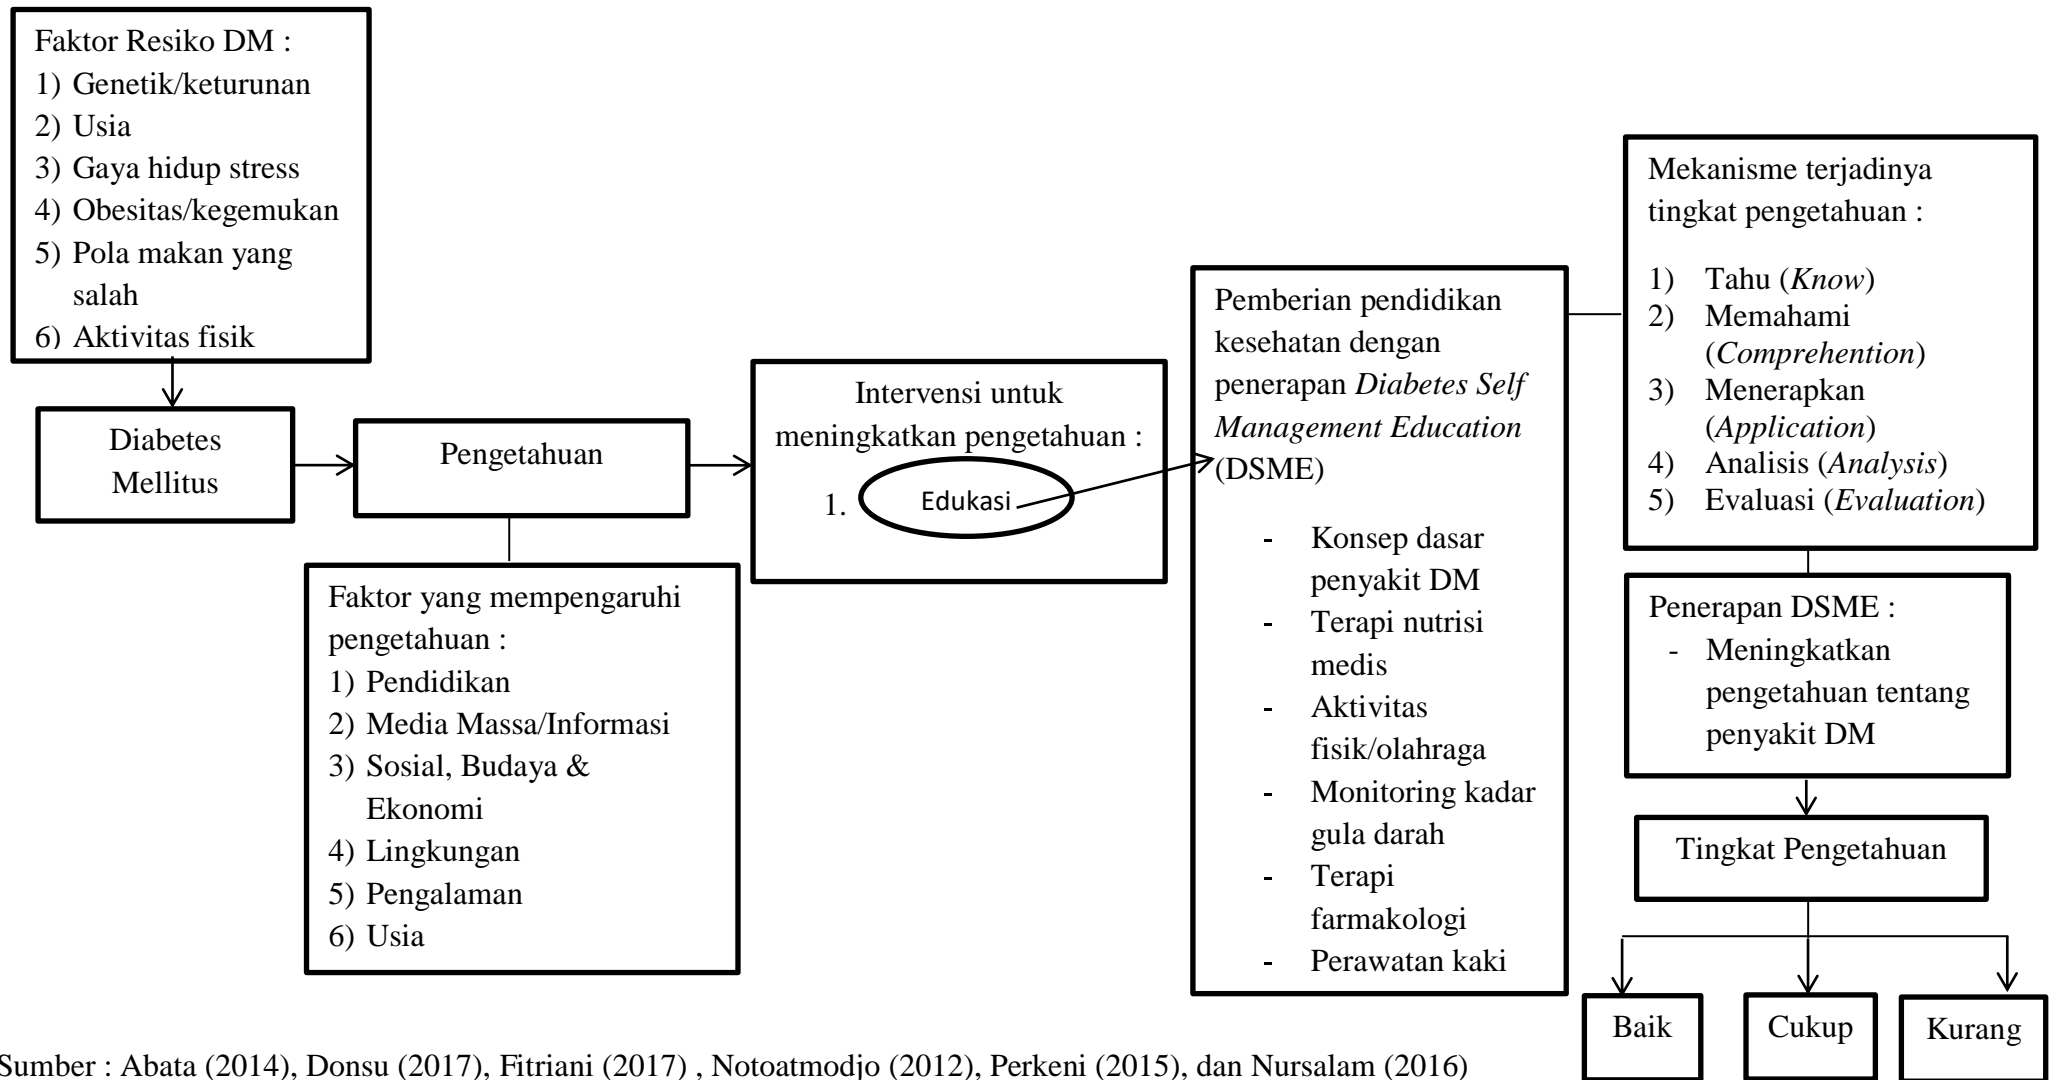 Faktor Resiko DM :
1) Genetik/keturunan
2) Usia
3) Gaya hidup stress
4) Obesitas/kegemukan
5) Pola makan yang
salah
6) Aktivitas fisik
Diabetes
Mellitus
Pengetahuan
Faktor yang mempengaruhi
pengetahuan :
1) Pendidikan
2) Media Massa/Informasi
3) Sosial, Budaya &
Ekonomi
4) Lingkungan
5) Pengalaman
6) Usia
Intervensi untuk
meningkatkan pengetahuan :
1. Edukasi
Pemberian pendidikan
kesehatan dengan
penerapan Diabetes Self
Management Education
(DSME)
- Konsep dasar
penyakit DM
- Terapi nutrisi
medis
- Aktivitas
fisik/olahraga
- Monitoring kadar
gula darah
- Terapi
farmakologi
- Perawatan kaki
Mekanisme terjadinya
tingkat pengetahuan :
1) Tahu (Know)
2) Memahami
(Comprehention)
3) Menerapkan
(Application)
4) Analisis (Analysis)
5) Evaluasi (Evaluation)
Penerapan DSME :
- Meningkatkan
pengetahuan tentang
penyakit DM
Tingkat Pengetahuan
Baik
Cukup
Kurang
Sumber : Abata (2014), Donsu (2017), Fitriani (2017) , Notoatmodjo (2012), Perkeni (2015), dan Nursalam (2016)